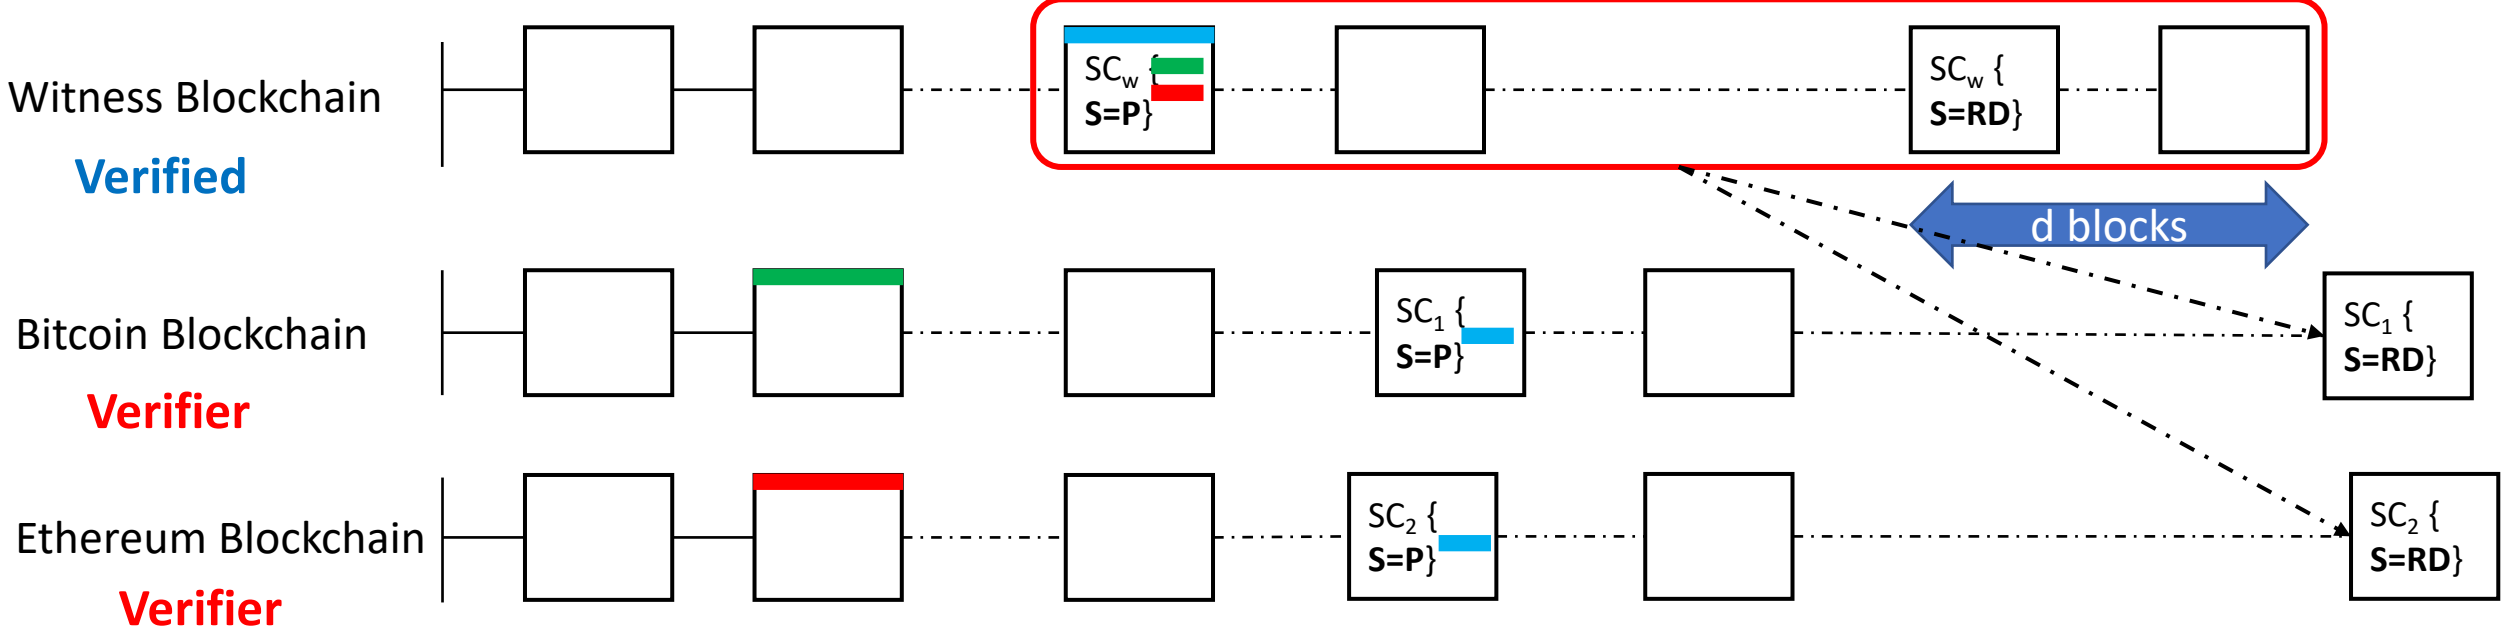 Witness Blockchain
Verified
SCw {
S=P}
SCw {
S=RD}
d blocks
Bitcoin Blockchain
Verifier
SC1 {
S=P}
SC1 {
S=RD}
Ethereum Blockchain
Verifier
SC2 {
S=P}
SC2 {
S=RD}